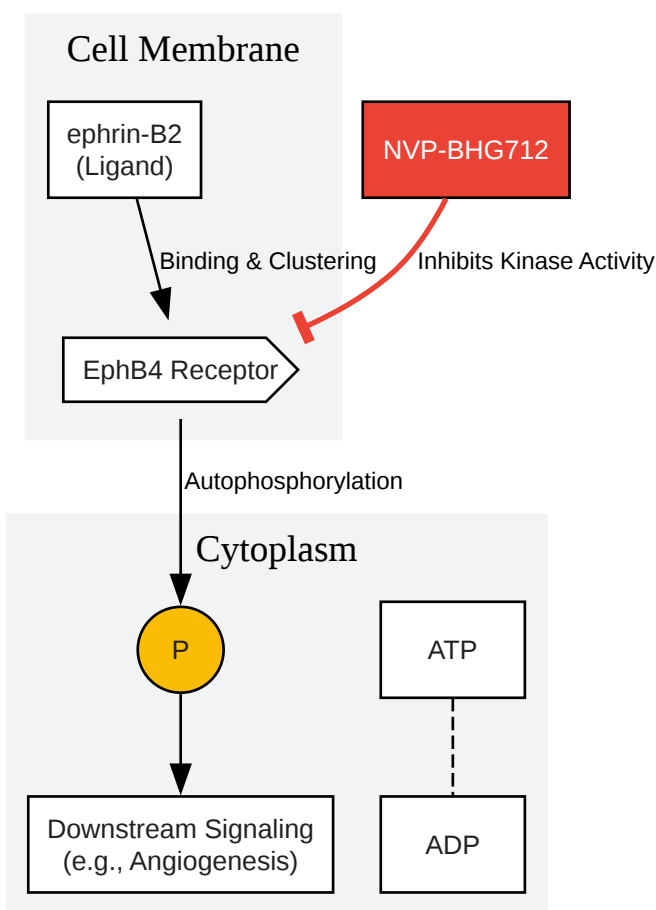 Cell Membrane
ephrin-B2
(Ligand)
NVP-BHG712
Binding & Clustering
Inhibits Kinase Activity
EphB4 Receptor
Autophosphorylation
Cytoplasm
P
ATP
Downstream Signaling
(e.g., Angiogenesis)
ADP